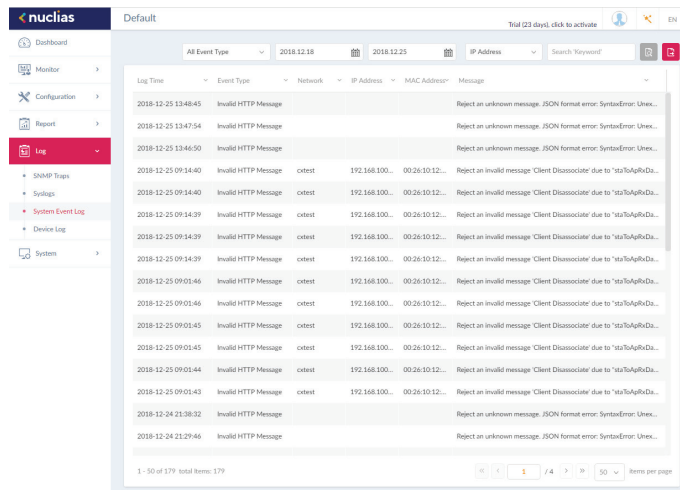 nuclias
Default
Trial (23 days), click to activate
EN
Dashboard
Monitor
Configuration
Report
Log
SNMP Traps
Syslogs
System Event Log
Device Log
System
All Event Type 2018.12.18 2018.12.25 IP Address Search 'Keyword'
Log Time Event Type Network IP Address MAC Address Message
2018-12-25 13:48:45 Invalid HTTP Message Reject an unknown message. JSON format error: SyntaxError: Unex...
2018-12-25 13:47:54 Invalid HTTP Message Reject an unknown message. JSON format error: SyntaxError: Unex...
2018-12-25 13:46:50 Invalid HTTP Message Reject an unknown message. JSON format error: SyntaxError: Unex...
2018-12-25 09:14:40 Invalid HTTP Message cxtest 192.168.100... 00:26:10:12:... Reject an invalid message 'Client Disassociate' due to "staToApRxDa...
2018-12-25 09:14:40 Invalid HTTP Message cxtest 192.168.100... 00:26:10:12:... Reject an invalid message 'Client Disassociate' due to "staToApRxDa...
2018-12-25 09:14:39 Invalid HTTP Message cxtest 192.168.100... 00:26:10:12:... Reject an invalid message 'Client Disassociate' due to "staToApRxDa...
2018-12-25 09:14:39 Invalid HTTP Message cxtest 192.168.100... 00:26:10:12:... Reject an invalid message 'Client Disassociate' due to "staToApRxDa...
2018-12-25 09:14:39 Invalid HTTP Message cxtest 192.168.100... 00:26:10:12:... Reject an invalid message 'Client Disassociate' due to "staToApRxDa...
2018-12-25 09:01:46 Invalid HTTP Message cxtest 192.168.100... 00:26:10:12:... Reject an invalid message 'Client Disassociate' due to "staToApRxDa...
2018-12-25 09:01:46 Invalid HTTP Message cxtest 192.168.100... 00:26:10:12:... Reject an invalid message 'Client Disassociate' due to "staToApRxDa...
2018-12-25 09:01:45 Invalid HTTP Message cxtest 192.168.100... 00:26:10:12:... Reject an invalid message 'Client Disassociate' due to "staToApRxDa...
2018-12-25 09:01:45 Invalid HTTP Message cxtest 192.168.100... 00:26:10:12:... Reject an invalid message 'Client Disassociate' due to "staToApRxDa...
2018-12-25 09:01:44 Invalid HTTP Message cxtest 192.168.100... 00:26:10:12:... Reject an invalid message 'Client Disassociate' due to "staToApRxDa...
2018-12-25 09:01:43 Invalid HTTP Message cxtest 192.168.100... 00:26:10:12:... Reject an invalid message 'Client Disassociate' due to "staToApRxDa...
2018-12-24 21:38:32 Invalid HTTP Message Reject an unknown message. JSON format error: SyntaxError: Unex...
2018-12-24 21:29:46 Invalid HTTP Message Reject an unknown message. JSON format error: SyntaxError: Unex...
1 - 50 of 179 total items: 179 1 / 4 50 items per page